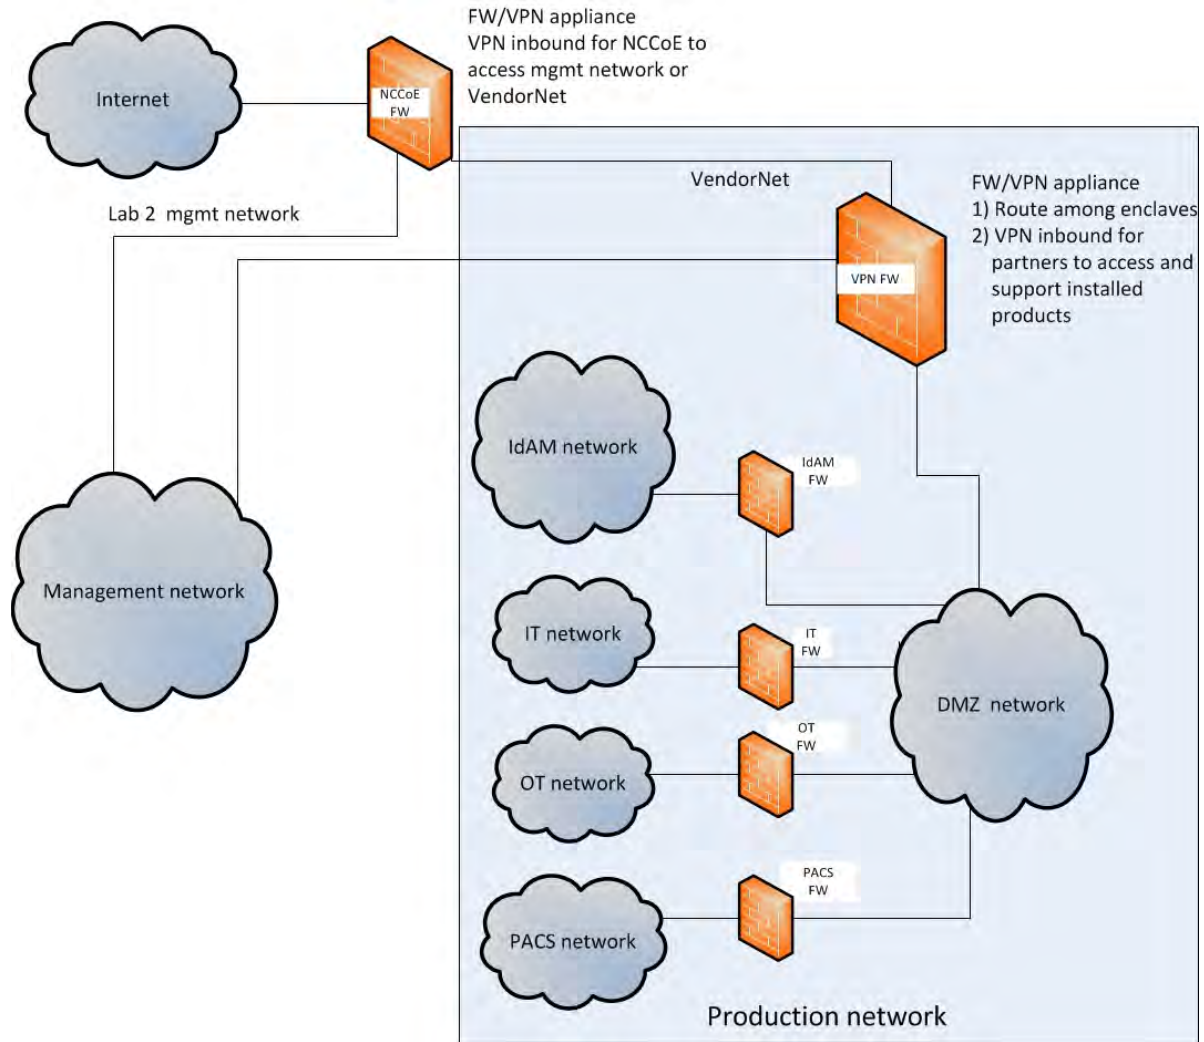 FW/VPN appliance
VPN inbound for NCCoE to
access mgmt network or
VendorNet
Internet
NCCoE
FW
VendorNet
FW/VPN appliance
1) Route among enclaves
2) VPN inbound for
partners to access and
support installed
products
Lab 2 mgmt network
VPN FW
IdAM network
IdAM
FW
Management network
IT network
IT
FW
DMZ network
OT network
OT
FW
PACS network
PACS
FW
Production network